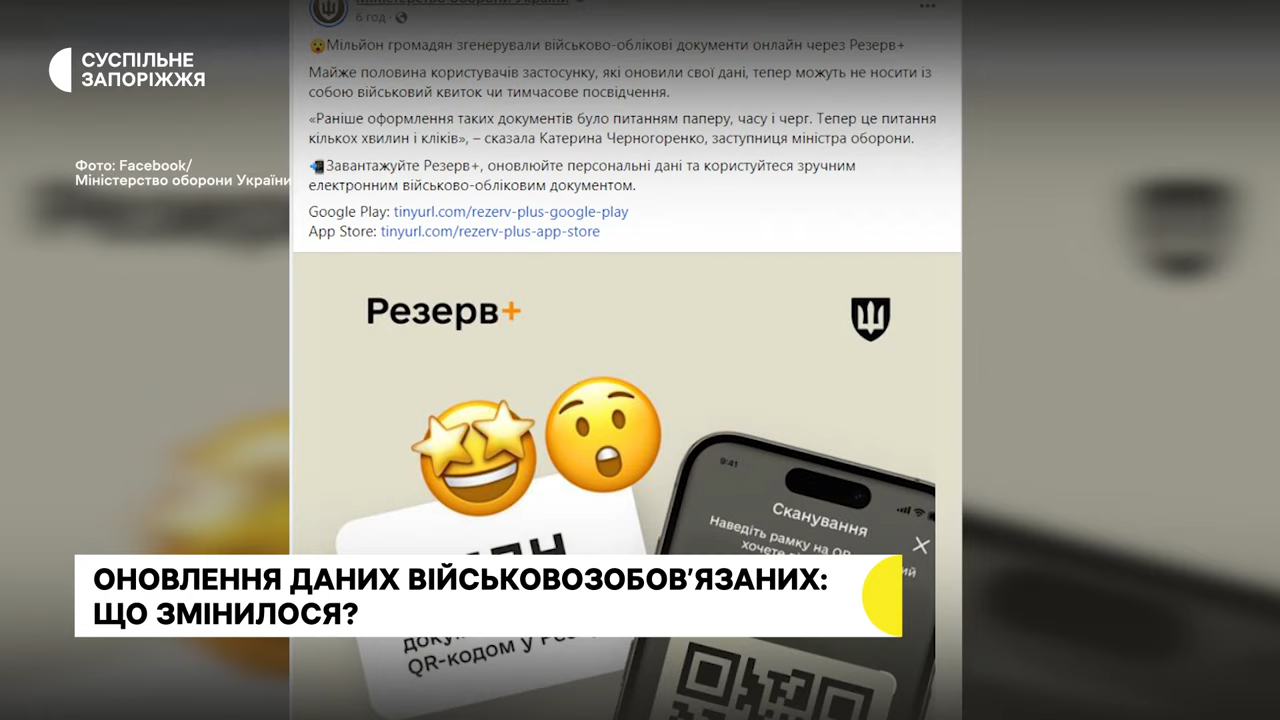 Міністерство оборони України
6 год
СУСПІЛЬНЕ
ЗАПОРІЖЖЯ
😮Мільйон громадян згенерували військово-облікові документи онлайн через Резерв+
Майже половина користувачів застосунку, які оновили свої дані, тепер можуть не носити із
собою військовий квиток чи тимчасове посвідчення.
«Раніше оформлення таких документів було питанням паперу, часу і черг. Тепер це питання
кількох хвилин і кліків», – сказала Катерина Черногоренко, заступниця міністра оборони.
📲Завантажуйте Резерв+, оновлюйте персональні дані та користуйтеся зручним
електронним військово-обліковим документом.
Google Play: tinyurl.com/rezerv-plus-google-play
App Store: tinyurl.com/rezerv-plus-app-store
Фото: Facebook/
Міністерство оборони України
Резерв+
9:41
Сканування
Наведіть рамку на QR
хочете
ОНОВЛЕННЯ ДАНИХ ВІЙСЬКОВОЗОБОВ'ЯЗАНИХ:
ЩО ЗМІНИЛОСЯ?
QR-кодом у